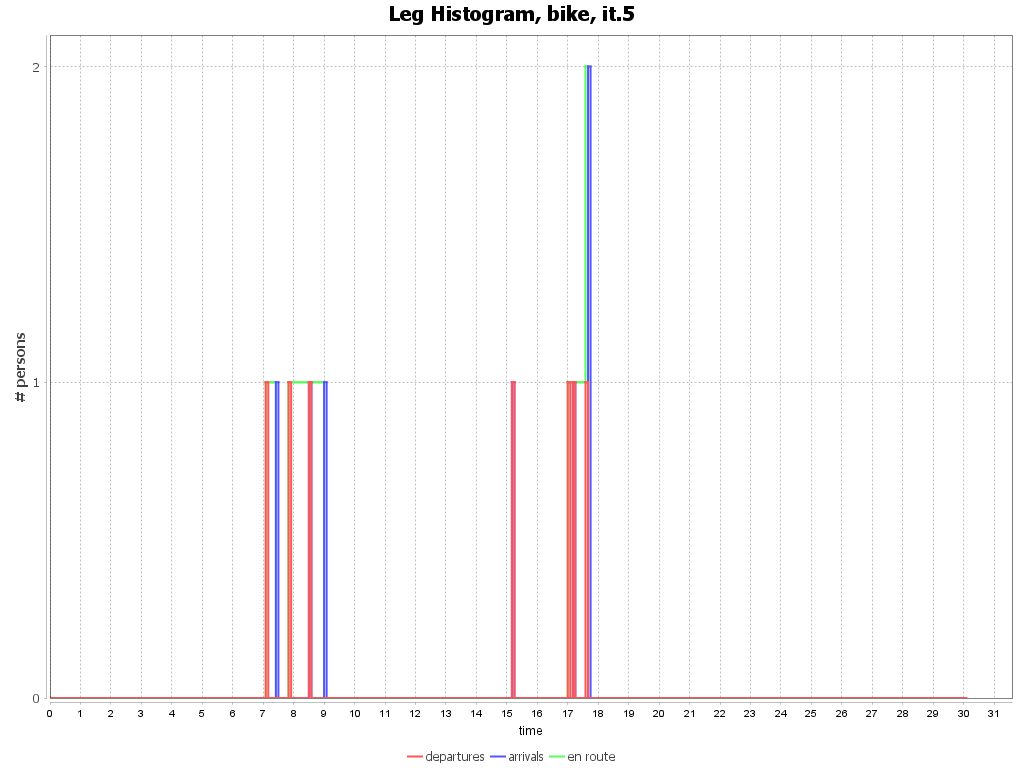 Leg Histogram, bike, it.5
# persons
2
1
0
0 1 2 3 4 5 6 7 8 9 10 11 12 13 14 15 16 17 18 19 20 21 22 23 24 25 26 27 28 29 30 31
time
departures arrivals en route